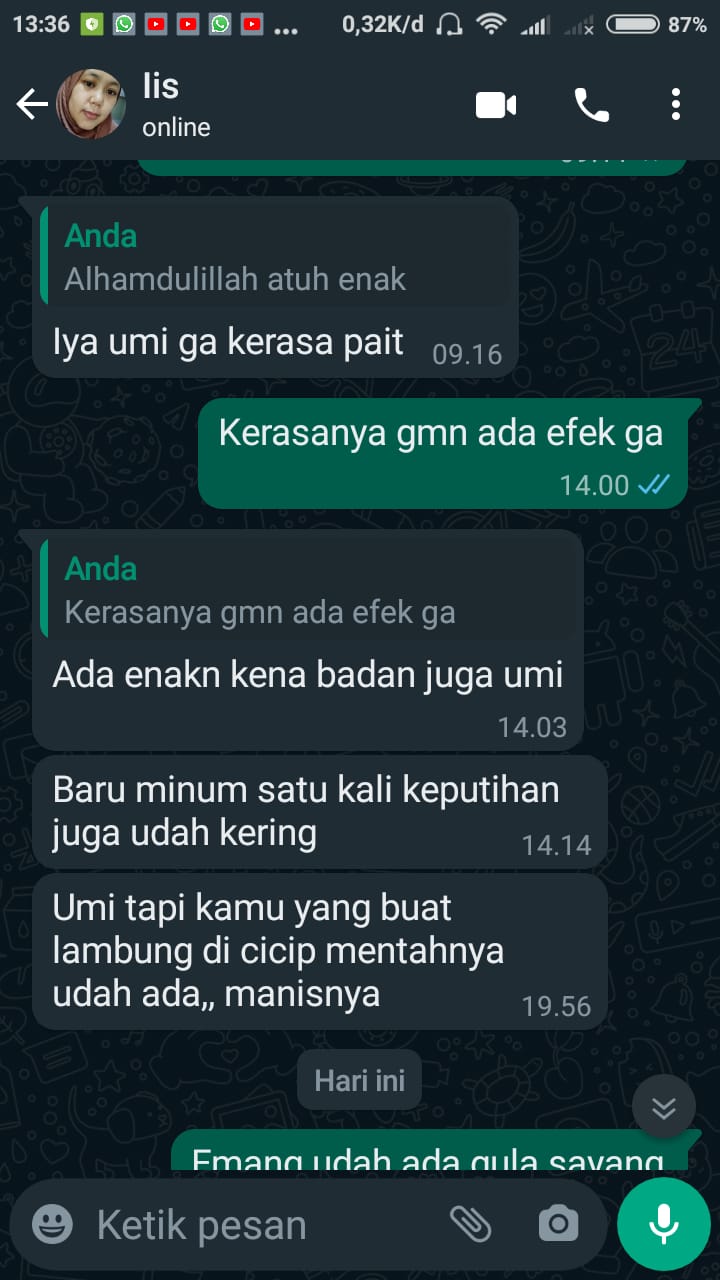 13:36 ... 0,32K/d 87%
Iis
online
Anda
Alhamdulillah atuh enak
Iya umi ga kerasa pait 09.16
Kerasanya gmn ada efek ga
14.00
Anda
Kerasanya gmn ada efek ga
Ada enakn kena badan juga umi
14.03
Baru minum satu kali keputihan
juga udah kering 14.14
Umi tapi kamu yang buat
lambung di cicip mentahnya
udah ada,, manisnya 19.56
Hari ini
Emang udah ada gula sayang
Ketik pesan